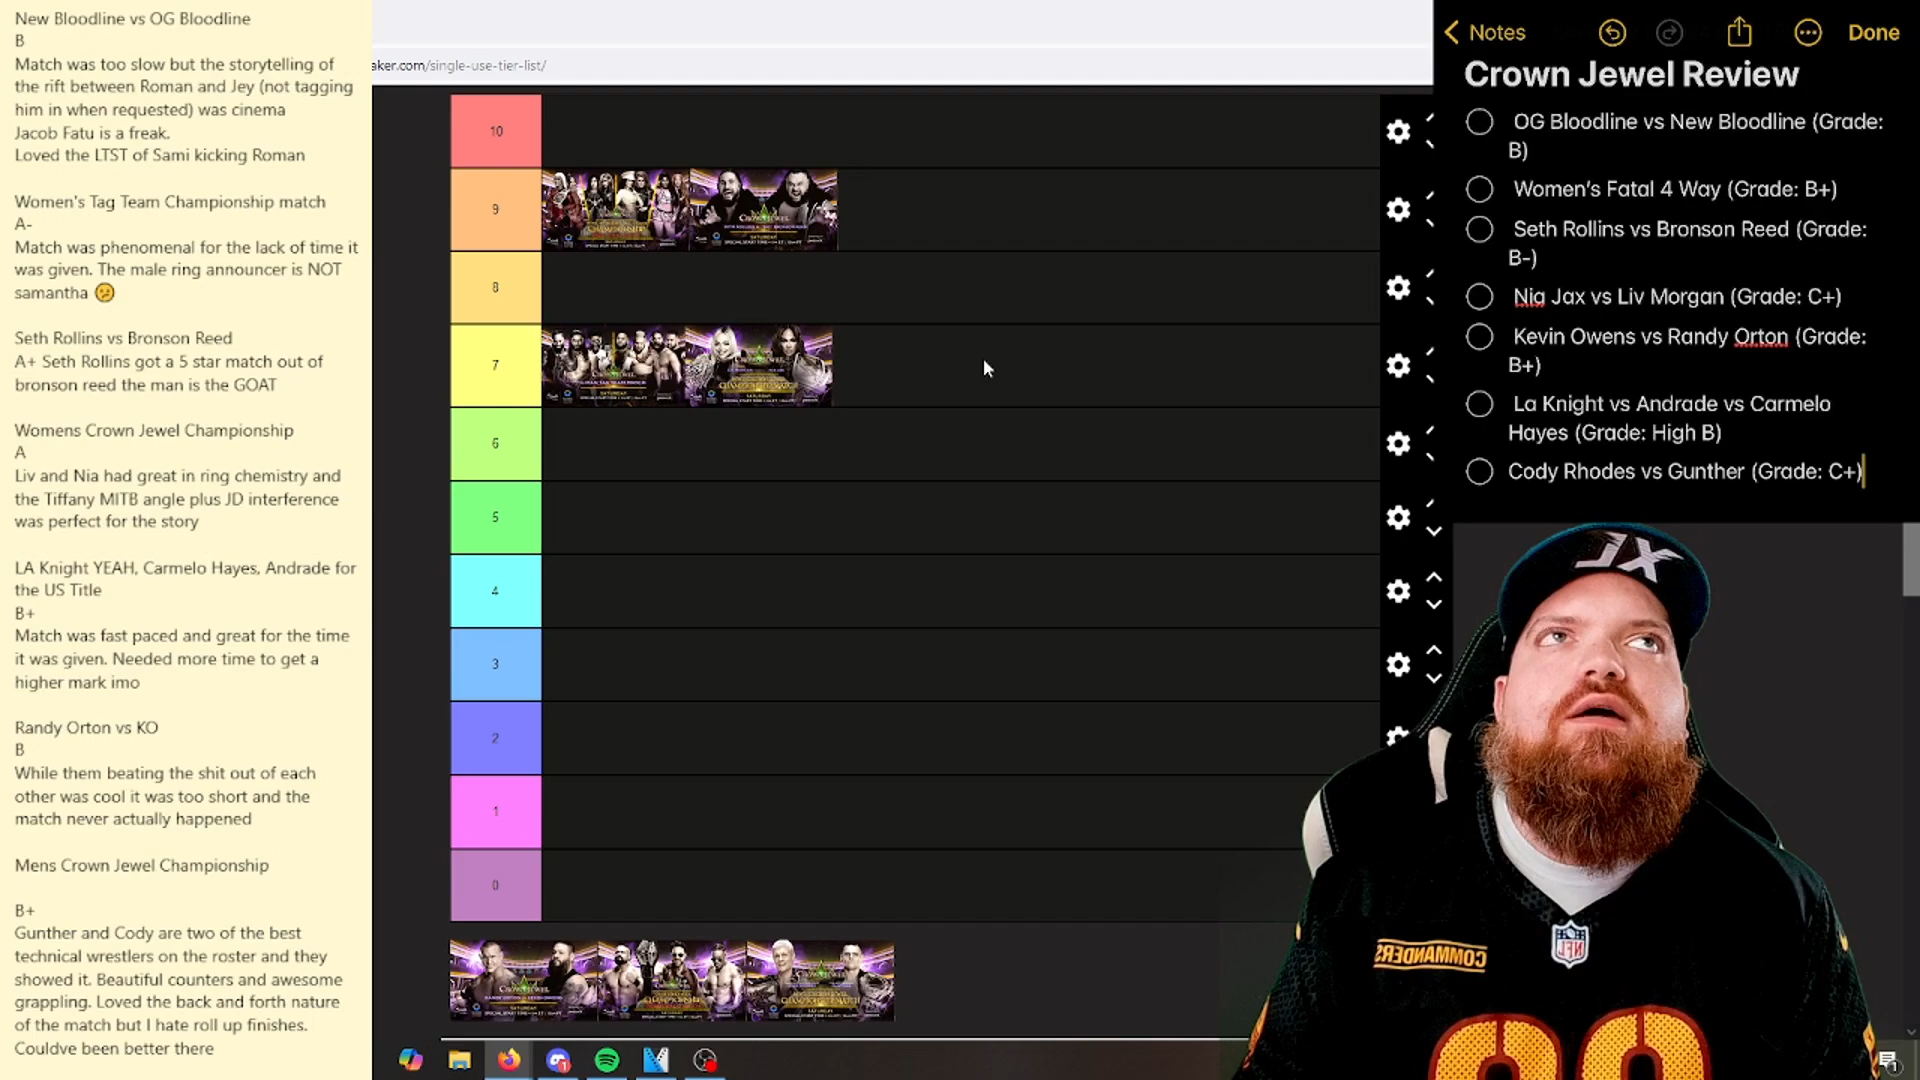 New Bloodline vs OG Bloodline
B
Match was too slow but the storytelling of
the rift between Roman and Jey (not tagging
him in when requested) was cinema
Jacob Fatu is a freak.
Loved the LTST of Sami kicking Roman
Women's Tag Team Championship match
A-
Match was phenomenal for the lack of time it
was given. The male ring announcer is NOT
samantha 😕
Seth Rollins vs Bronson Reed
A+ Seth Rollins got a 5 star match out of
bronson reed the man is the GOAT
Womens Crown Jewel Championship
A
Liv and Nia had great in ring chemistry and
the Tiffany MITB angle plus JD interference
was perfect for the story
LA Knight YEAH, Carmelo Hayes, Andrade for
the US Title
B+
Match was fast paced and great for the time
it was given. Needed more time to get a
higher mark imo
Randy Orton vs KO
B
While them beating the shit out of each
other was cool it was too short and the
match never actually happened
Mens Crown Jewel Championship
B+
Gunther and Cody are two of the best
technical wrestlers on the roster and they
showed it. Beautiful counters and awesome
grappling. Loved the back and forth nature
of the match but I hate roll up finishes.
Couldve been better there
aker.com/single-use-tier-list/
10
9
8
7
6
5
4
3
2
1
0
Notes
Done
Crown Jewel Review
OG Bloodline vs New Bloodline (Grade:
B)
Women's Fatal 4 Way (Grade: B+)
Seth Rollins vs Bronson Reed (Grade:
B-)
Nig Jax vs Liv Morgan (Grade: C+)
Kevin Owens vs Randy Orton (Grade:
B+)
La Knight vs Andrade vs Carmelo
Hayes (Grade: High B)
Cody Rhodes vs Gunther (Grade: C+)
JX
COMMANDERS
NFL